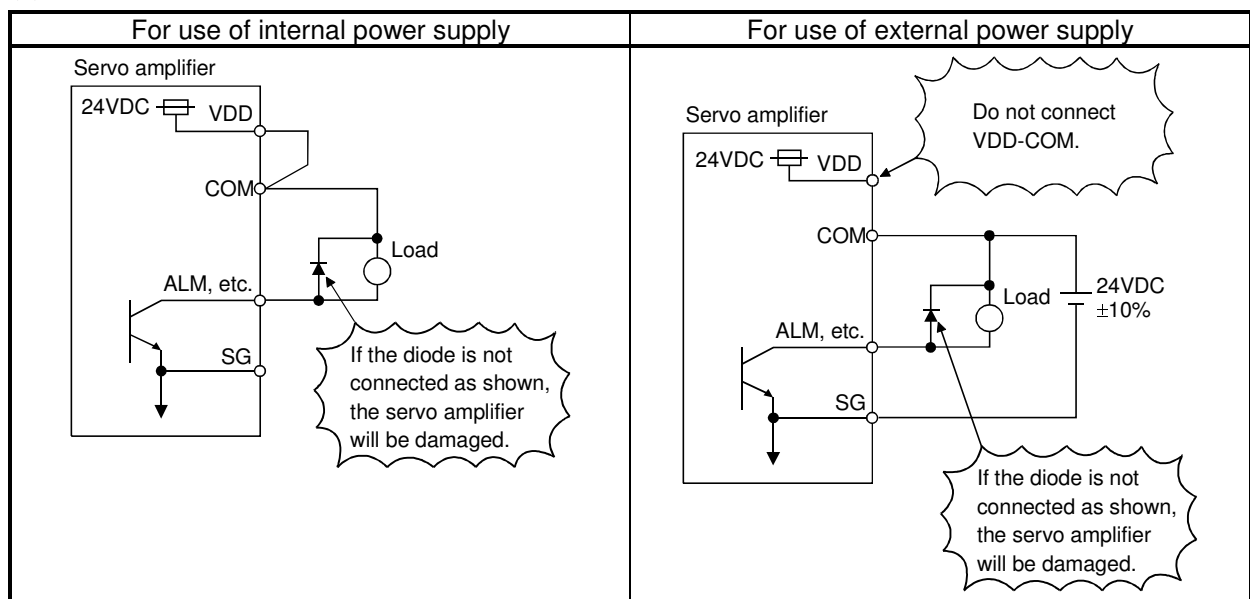 For use of internal power supply
For use of external power supply
Servo amplifier
24VDC
VDD
COM
Load
ALM, etc.
SG
If the diode is not
connected as shown,
the servo amplifier
will be damaged.
Servo amplifier
Do not connect
VDD-COM.
24VDC
VDD
COM
Load
24VDC
±10%
ALM, etc.
SG
If the diode is not
connected as shown,
the servo amplifier
will be damaged.